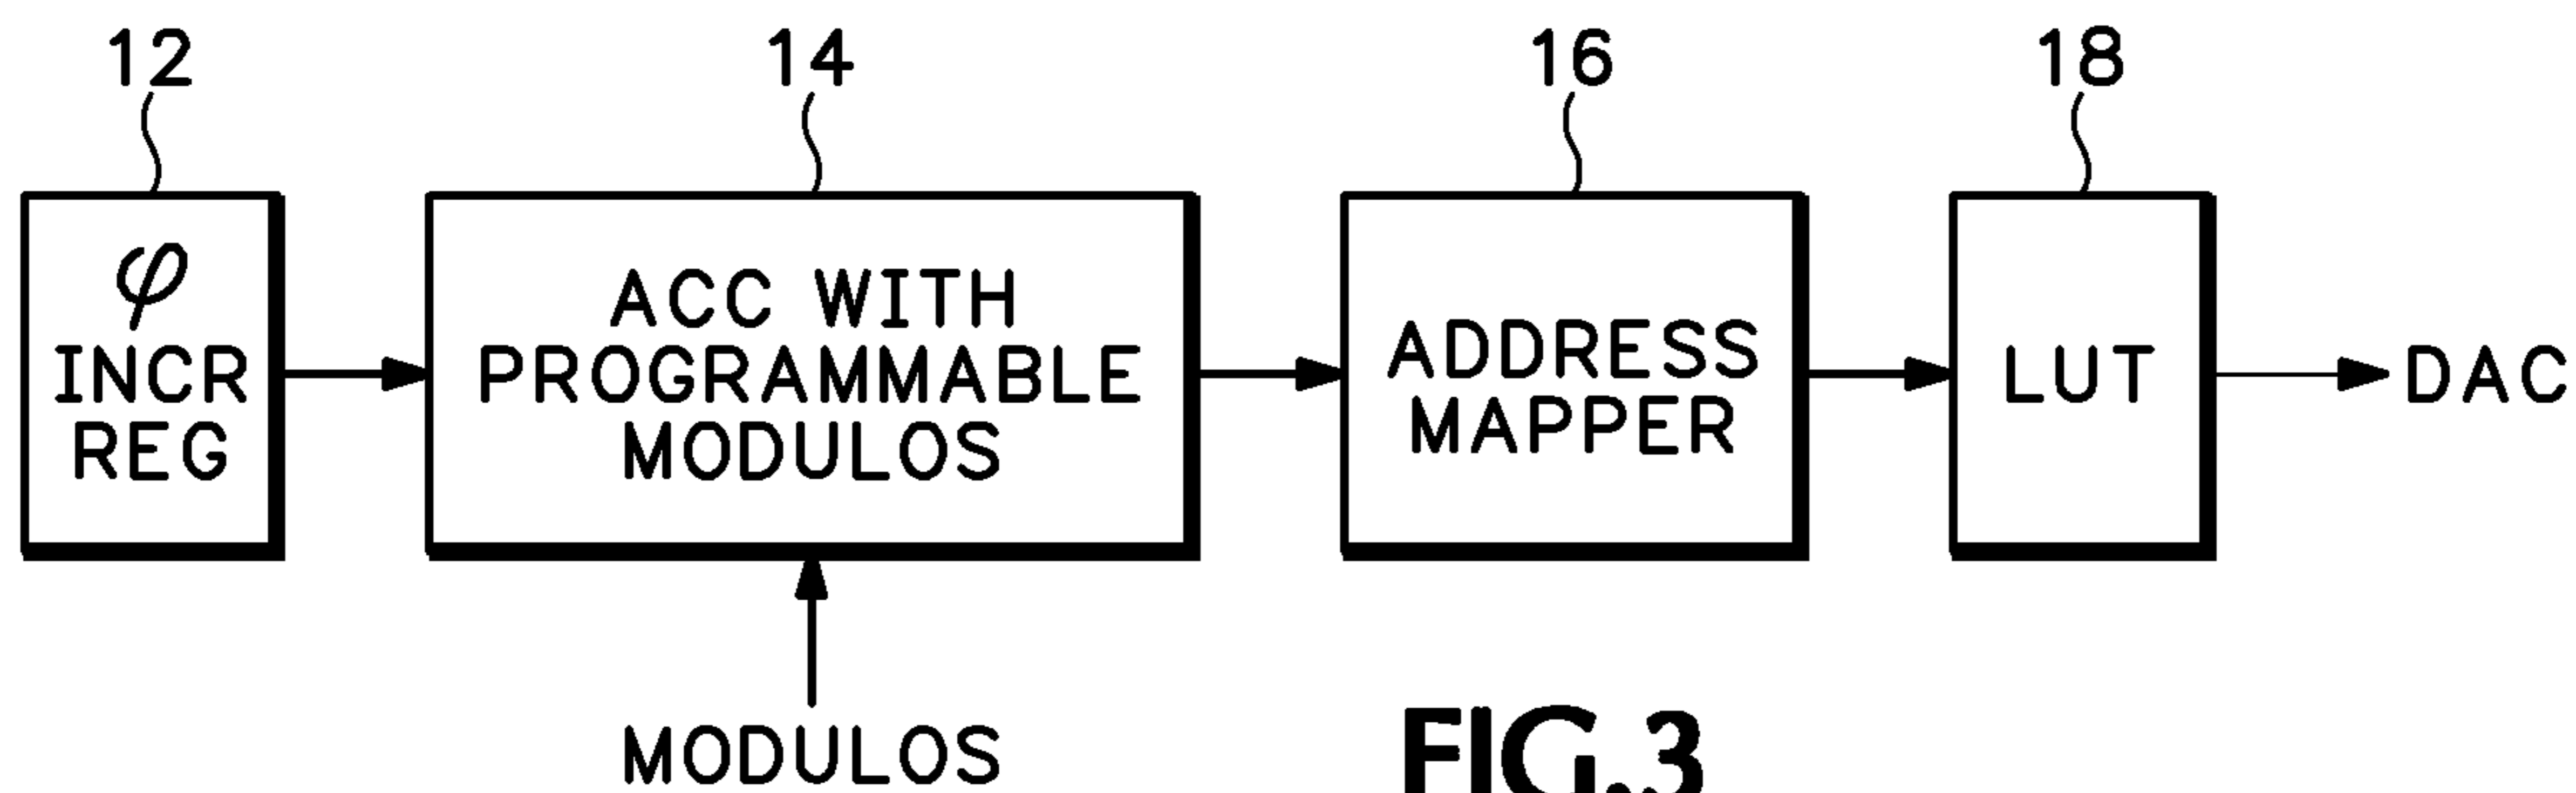 12
14
16
18
φ
INCR
REG
ACC WITH
PROGRAMMABLE
MODULOS
ADDRESS
MAPPER
LUT
DAC
MODULOS
FIG.3